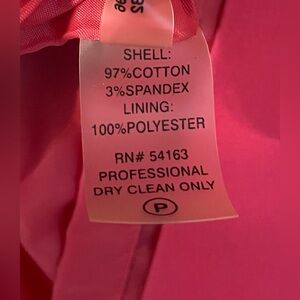 SHELL:
97%COTTON
3%SPANDEX
LINING:
100%POLYESTER
RN# 54163
PROFESSIONAL
DRY CLEAN ONLY
P